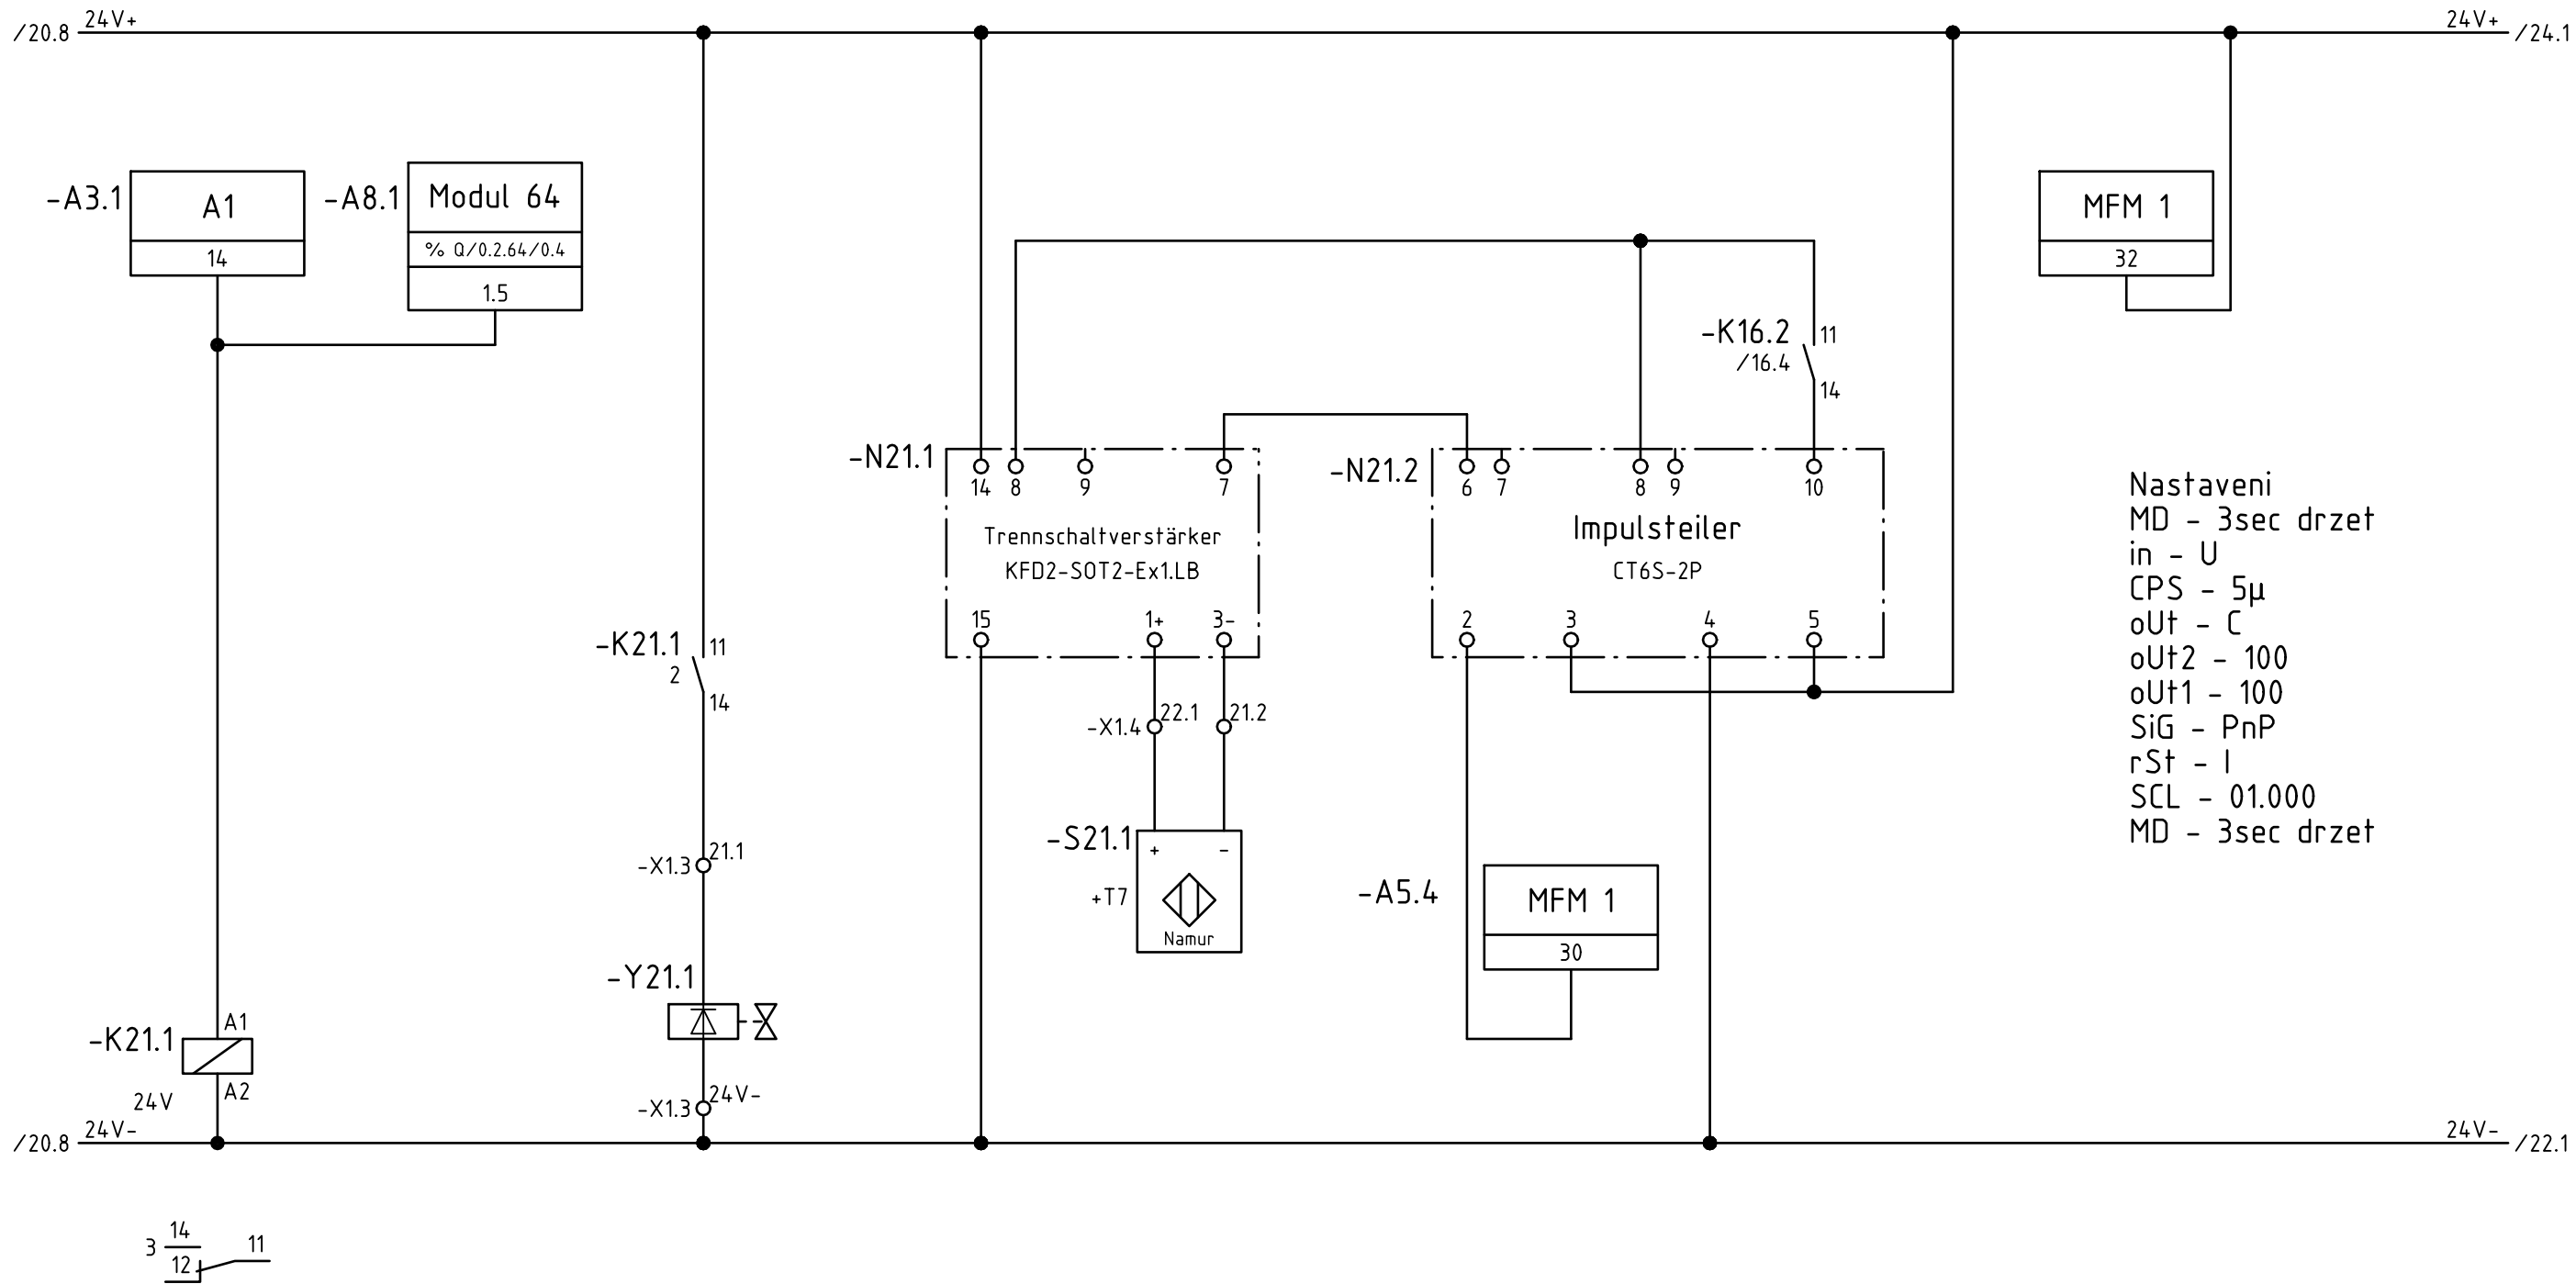 24V+
/20.8
24V+
/24.1
-A3.1
A1
14
-A8.1
Modul 64
% Q/0.2.64/0.4
1.5
MFM 1
32
-K16.2
/16.4
11
14
-N21.1
14 8 9 7
Trennschaltverstärker
KFD2-SOT2-Ex1.LB
15 1+ 3-
-N21.2
6 7 8 9 10
Impulsteiler
CT6S-2P
2 3 4 5
Nastaveni
MD - 3sec drzet
in - U
CPS - 5µ
oUt - C
oUt2 - 100
oUt1 - 100
SiG - PnP
rSt - I
SCL - 01.000
MD - 3sec drzet
-K21.1
2
11
14
-X1.4
22.1
21.2
-S21.1
+ -
+T7
Namur
-X1.3
21.1
-A5.4
MFM 1
30
-Y21.1
-K21.1
A1
A2
24V
-X1.3
24V-
24V-
/20.8
24V-
/22.1
3
14
12
11